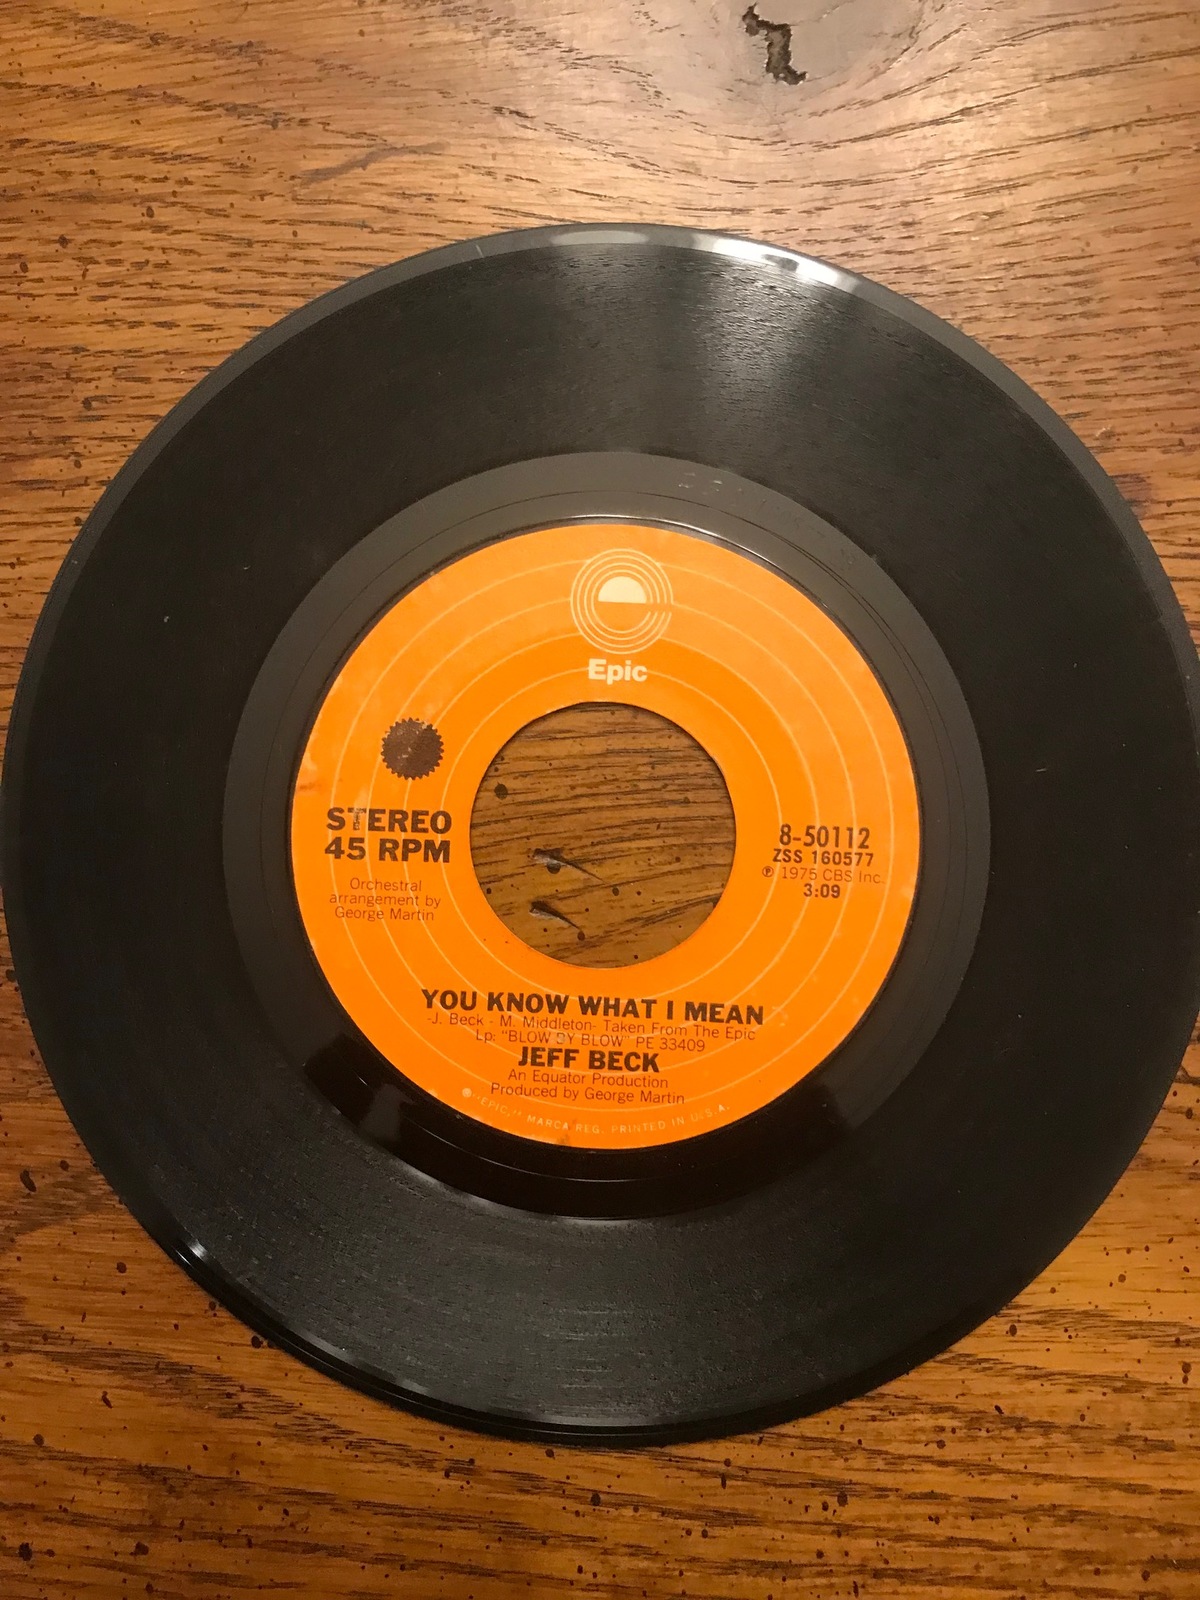 Epic
STEREO
45 RPM
Orchestral
arrangement by
George Martin
8-50112
ZSS 160577
℗ 1975 CBS Inc.
3:09
YOU KNOW WHAT I MEAN
-J. Beck - M. Middleton- Taken From The Epic
Lp: "BLOW BY BLOW" PE 33409
JEFF BECK
An Equator Production
Produced by George Martin
® "EPIC," MARCA REG. PRINTED IN U.S.A.